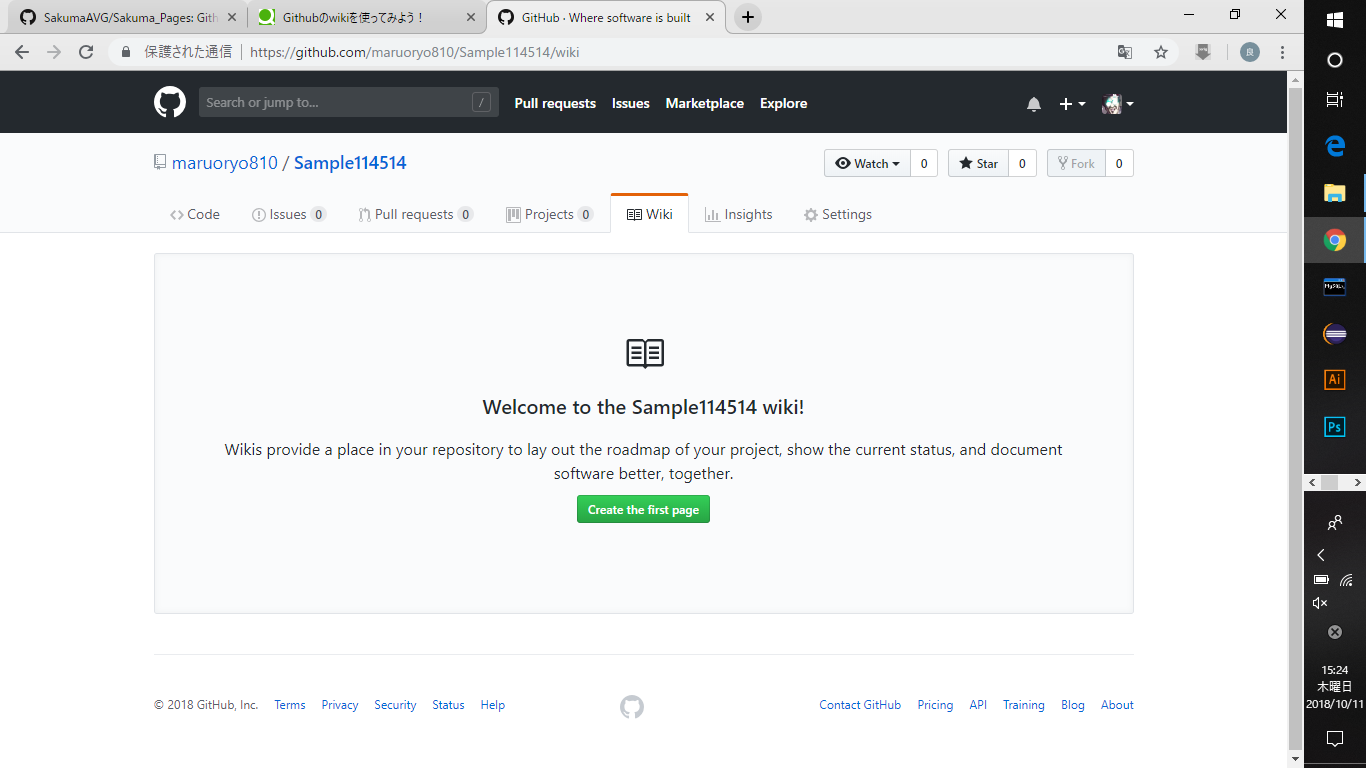 SakumaAVG/Sakuma_Pages: Gith
Githubのwikiを使ってみよう!
GitHub · Where software is built
保護された通信
https://github.com/maruoryo810/Sample114514/wiki
良
Search or jump to...
/
Pull requests
Issues
Marketplace
Explore
maruoryo810 / Sample114514
Watch 0
Star 0
Fork 0
Code
Issues 0
Pull requests 0
Projects 0
Wiki
Insights
Settings
Welcome to the Sample114514 wiki!
Wikis provide a place in your repository to lay out the roadmap of your project, show the current status, and document
software better, together.
Create the first page
© 2018 GitHub, Inc.
Terms
Privacy
Security
Status
Help
Contact GitHub
Pricing
API
Training
Blog
About
MySQL
Ai
Ps
15:24
木曜日
2018/10/11